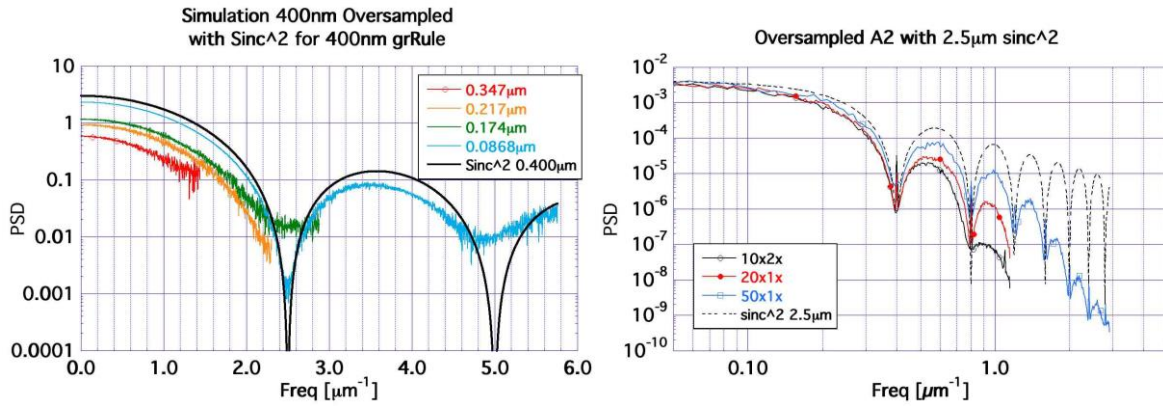 Simulation 400nm Oversampled
with Sinc^2 for 400nm grRule
PSD
10
1
0.1
0.01
0.001
0.0001
0.347μm
0.217μm
0.174μm
0.0868μm
Sinc^2 0.400μm
0.0 1.0 2.0 3.0 4.0 5.0 6.0
Freq [μm⁻¹]
Oversampled A2 with 2.5μm sinc^2
PSD
10⁻²
10⁻³
10⁻⁴
10⁻⁵
10⁻⁶
10⁻⁷
10⁻⁸
10⁻⁹
10⁻¹⁰
10x2x
20x1x
50x1x
sinc^2 2.5μm
0.10 1.0
Freq [μm⁻¹]